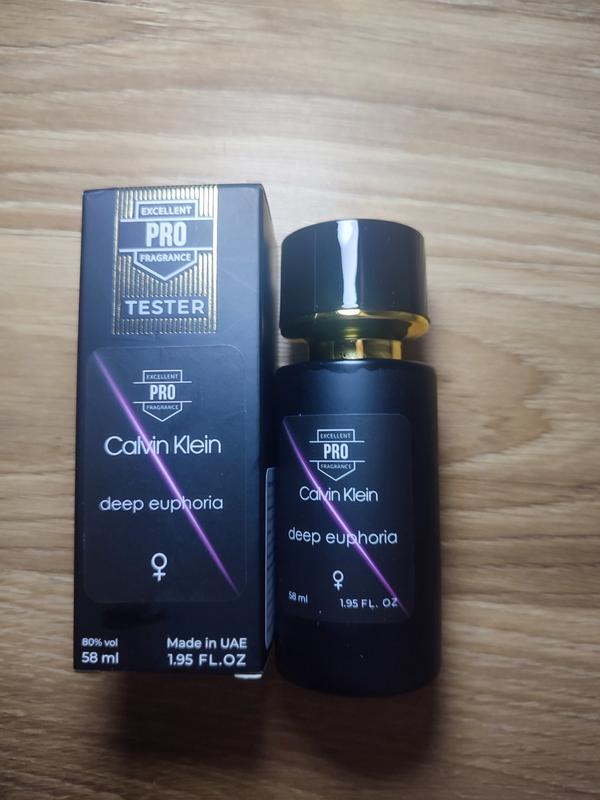 EXCELLENT
PRO
FRAGRANCE
TESTER
EXCELLENT
PRO
FRAGRANCE
Calvin Klein
deep euphoria
80% vol
58 ml
Made in UAE
1.95 FL.OZ
EXCELLENT
PRO
FRAGRANCE
Calvin Klein
deep euphoria
58 ml
1.95 FL. OZ